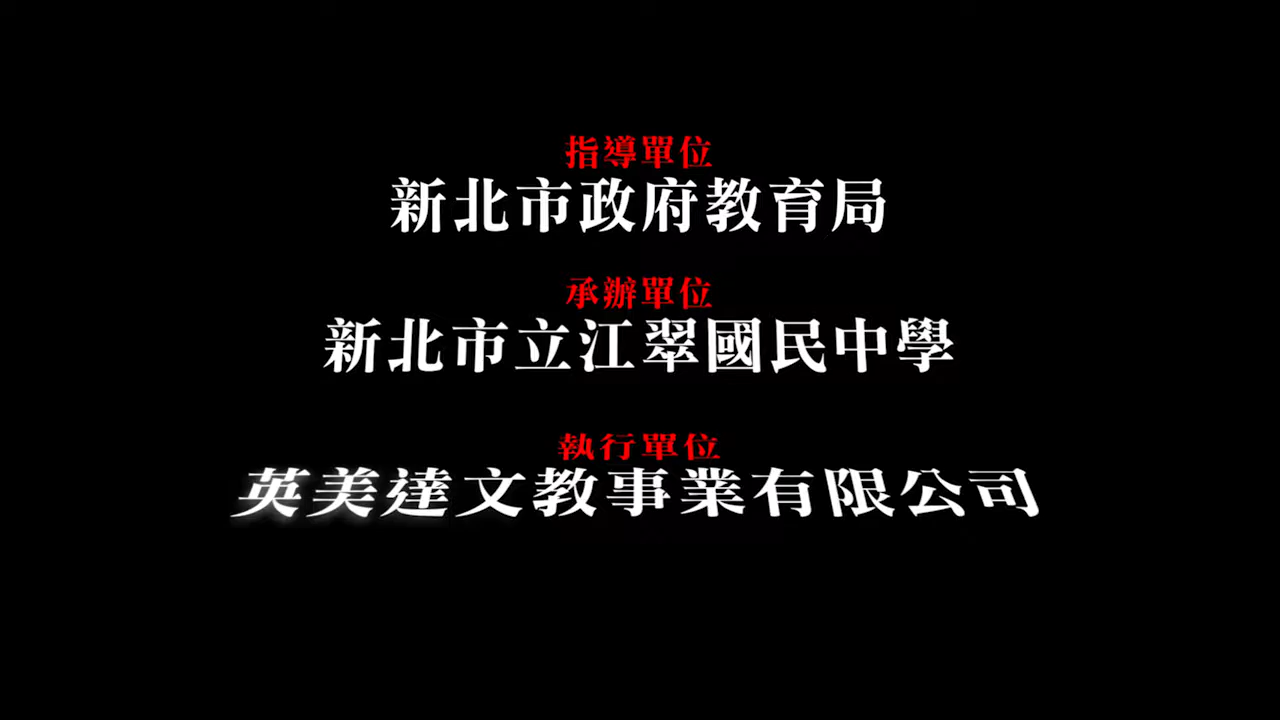 指導單位
新北市政府教育局
承辦單位
新北市立江翠國民中學
執行單位
英美達文教事業有限公司